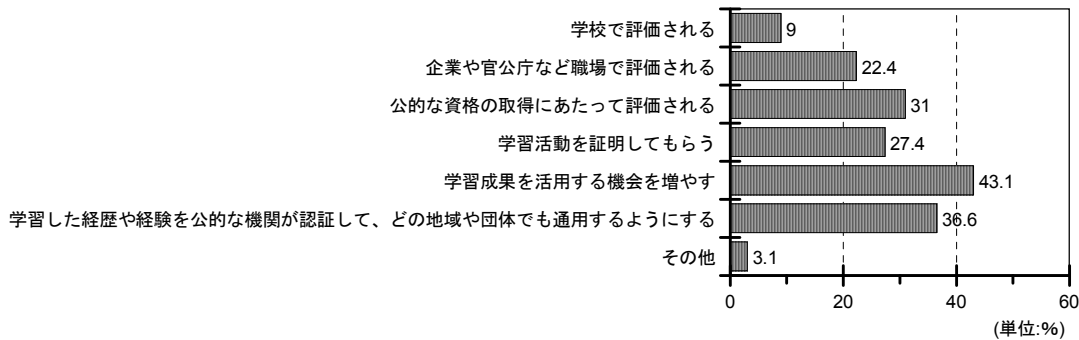 学校で評価される
9
企業や官公庁など職場で評価される
22.4
公的な資格の取得にあたって評価される
31
学習活動を証明してもらう
27.4
学習成果を活用する機会を増やす
43.1
学習した経歴や経験を公的な機関が認証して、どの地域や団体でも通用するようにする
36.6
その他
3.1
0 20 40 60
(単位:%)